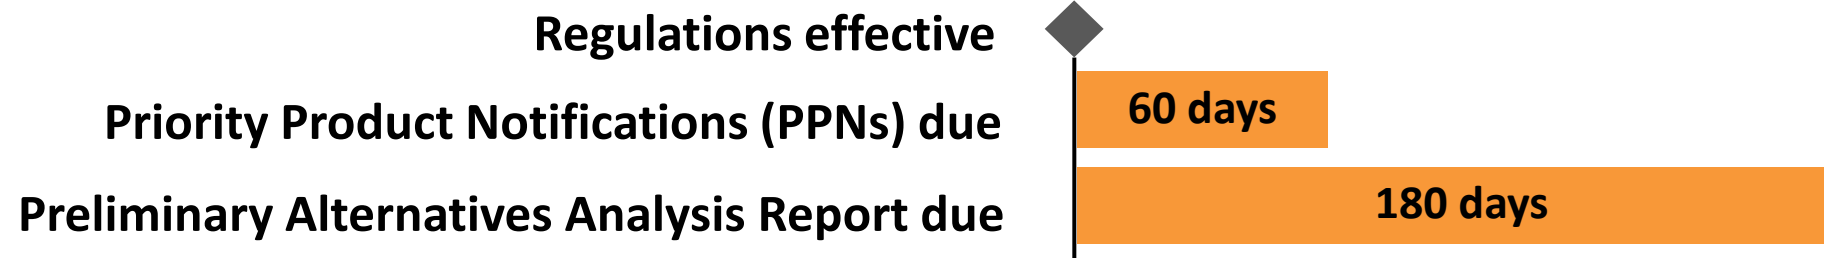 Regulations effective
Priority Product Notifications (PPNs) due
60 days
Preliminary Alternatives Analysis Report due
180 days